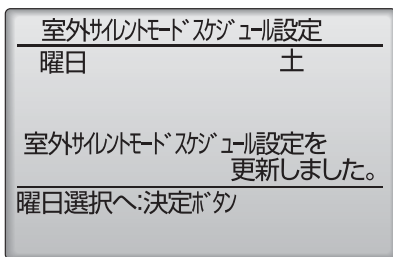 室外ｻｲﾚﾝﾄﾓｰﾄﾞ ｽｹｼﾞｭｰﾙ設定
曜日 土
室外ｻｲﾚﾝﾄﾓｰﾄﾞ ｽｹｼﾞｭｰﾙ設定を
更新しました。
曜日選択へ:決定ﾎﾞﾀﾝ